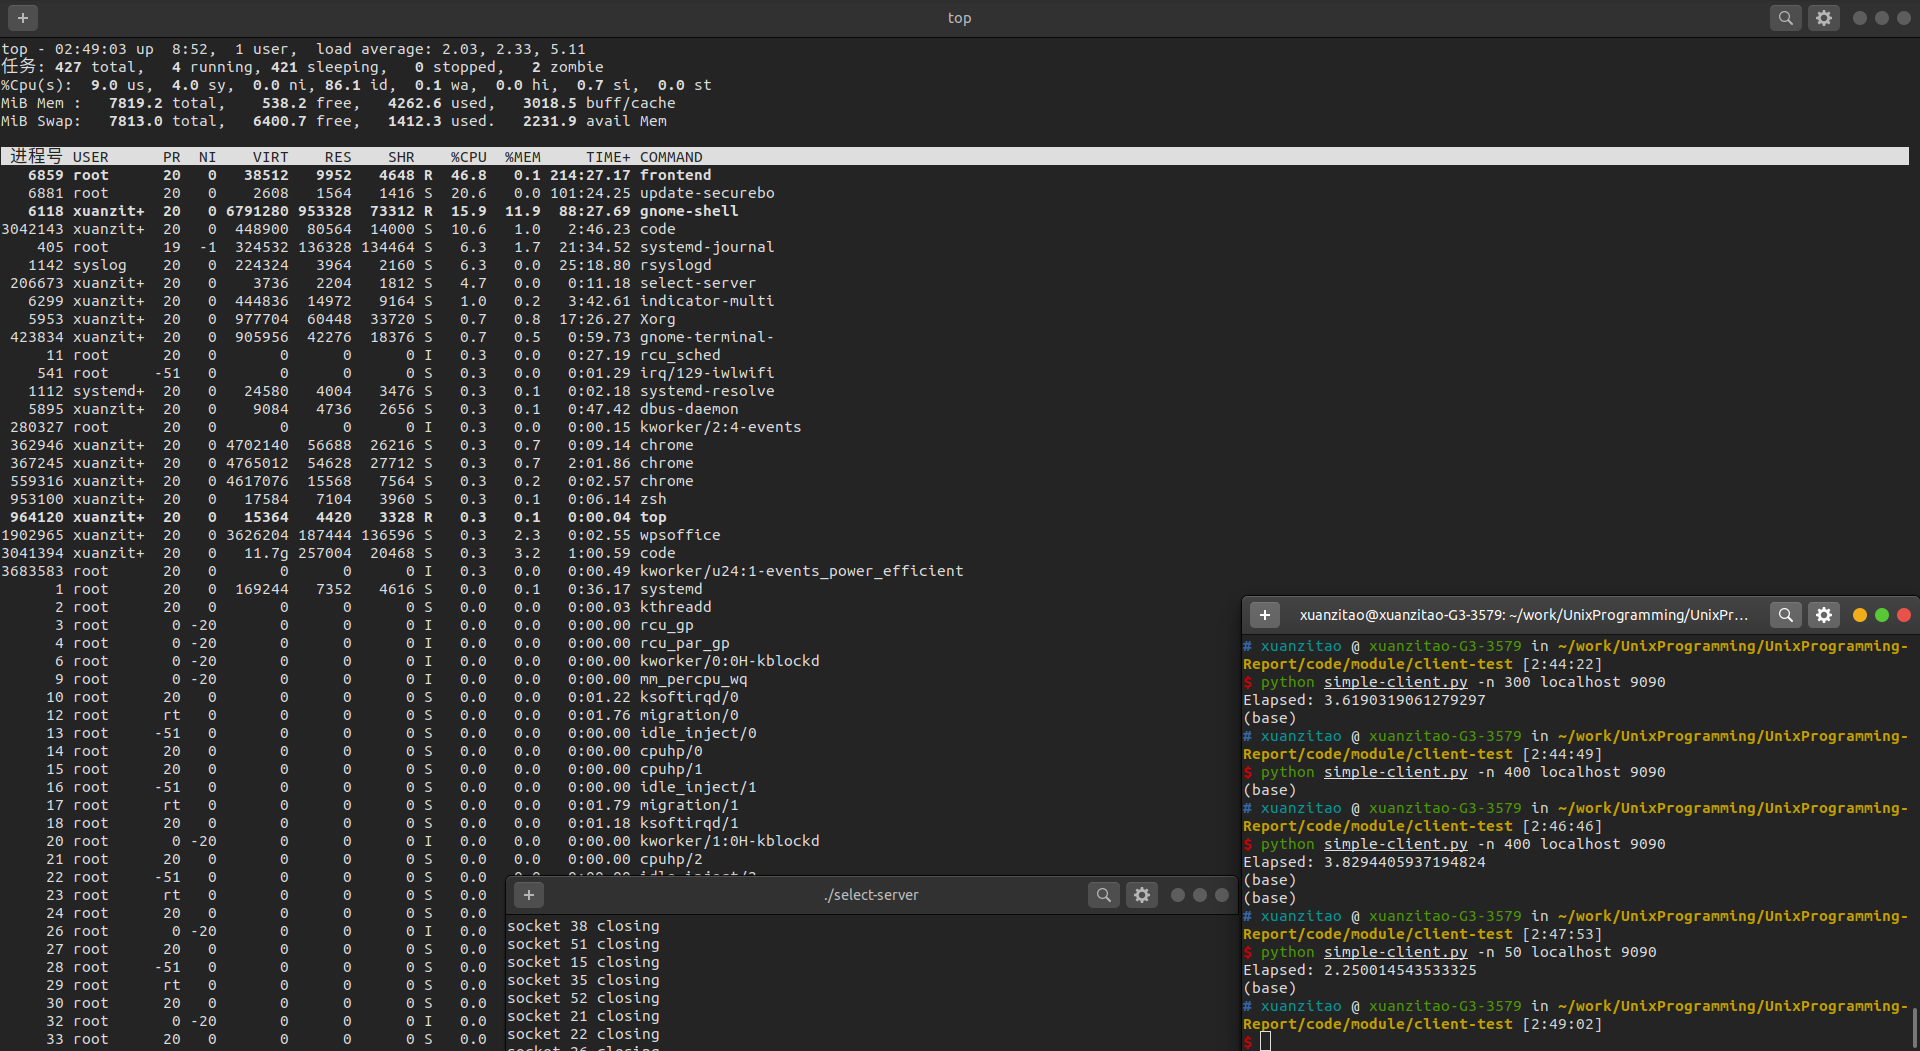 top
top - 02:49:03 up  8:52,  1 user,  load average: 2.03, 2.33, 5.11
任务: 427 total,   4 running, 421 sleeping,   0 stopped,   2 zombie
%Cpu(s):  9.0 us,  4.0 sy,  0.0 ni, 86.1 id,  0.1 wa,  0.0 hi,  0.7 si,  0.0 st
MiB Mem :   7819.2 total,    538.2 free,   4262.6 used,   3018.5 buff/cache
MiB Swap:   7813.0 total,   6400.7 free,   1412.3 used.   2231.9 avail Mem
进程号 USER      PR  NI    VIRT    RES    SHR    %CPU  %MEM     TIME+ COMMAND
6859 root      20   0   38512   9952   4648 R  46.8   0.1 214:27.17 frontend
6881 root      20   0    2608   1564   1416 S  20.6   0.0 101:24.25 update-securebo
6118 xuanzit+  20   0 6791280 953328  73312 R  15.9  11.9  88:27.69 gnome-shell
3042143 xuanzit+  20   0  448900  80564  14000 S  10.6   1.0   2:46.23 code
405 root      19  -1  324532 136328 134464 S   6.3   1.7  21:34.52 systemd-journal
1142 syslog    20   0  224324   3964   2160 S   6.3   0.0  25:18.80 rsyslogd
206673 xuanzit+  20   0    3736   2204   1812 S   4.7   0.0   0:11.18 select-server
6299 xuanzit+  20   0  444836  14972   9164 S   1.0   0.2   3:42.61 indicator-multi
5953 xuanzit+  20   0  977704  60448  33720 S   0.7   0.8  17:26.27 Xorg
423834 xuanzit+  20   0  905956  42276  18376 S   0.7   0.5   0:59.73 gnome-terminal-
11 root      20   0       0      0      0 I   0.3   0.0   0:27.19 rcu_sched
541 root     -51   0       0      0      0 S   0.3   0.0   0:01.29 irq/129-iwlwifi
1112 systemd+  20   0   24580   4004   3476 S   0.3   0.1   0:02.18 systemd-resolve
5895 xuanzit+  20   0    9084   4736   2656 S   0.3   0.1   0:47.42 dbus-daemon
280327 root      20   0       0      0      0 I   0.3   0.0   0:00.15 kworker/2:4-events
362946 xuanzit+  20   0 4702140  56688  26216 S   0.3   0.7   0:09.14 chrome
367245 xuanzit+  20   0 4765012  54628  27712 S   0.3   0.7   2:01.86 chrome
559316 xuanzit+  20   0 4617076  15568   7564 S   0.3   0.2   0:02.57 chrome
953100 xuanzit+  20   0   17584   7104   3960 S   0.3   0.1   0:06.14 zsh
964120 xuanzit+  20   0   15364   4420   3328 R   0.3   0.1   0:00.04 top
1902965 xuanzit+  20   0 3626204 187444 136596 S   0.3   2.3   0:02.55 wpsoffice
3041394 xuanzit+  20   0   11.7g 257004  20468 S   0.3   3.2   1:00.59 code
3683583 root      20   0       0      0      0 I   0.3   0.0   0:00.49 kworker/u24:1-events_power_efficient
1 root      20   0  169244   7352   4616 S   0.0   0.1   0:36.17 systemd
2 root      20   0       0      0      0 S   0.0   0.0   0:00.03 kthreadd
3 root       0 -20       0      0      0 I   0.0   0.0   0:00.00 rcu_gp
4 root       0 -20       0      0      0 I   0.0   0.0   0:00.00 rcu_par_gp
6 root       0 -20       0      0      0 I   0.0   0.0   0:00.00 kworker/0:0H-kblockd
9 root       0 -20       0      0      0 I   0.0   0.0   0:00.00 mm_percpu_wq
10 root      20   0       0      0      0 S   0.0   0.0   0:01.22 ksoftirqd/0
12 root      rt   0       0      0      0 S   0.0   0.0   0:01.76 migration/0
13 root     -51   0       0      0      0 S   0.0   0.0   0:00.00 idle_inject/0
14 root      20   0       0      0      0 S   0.0   0.0   0:00.00 cpuhp/0
15 root      20   0       0      0      0 S   0.0   0.0   0:00.00 cpuhp/1
16 root     -51   0       0      0      0 S   0.0   0.0   0:00.00 idle_inject/1
17 root      rt   0       0      0      0 S   0.0   0.0   0:01.79 migration/1
18 root      20   0       0      0      0 S   0.0   0.0   0:01.18 ksoftirqd/1
20 root       0 -20       0      0      0 I   0.0   0.0   0:00.00 kworker/1:0H-kblockd
21 root      20   0       0      0      0 S   0.0   0.0   0:00.00 cpuhp/2
22 root     -51   0       0      0      0 S   0.0
23 root      rt   0       0      0      0 S   0.0
24 root      20   0       0      0      0 S   0.0
26 root       0 -20       0      0      0 I   0.0
27 root      20   0       0      0      0 S   0.0
28 root     -51   0       0      0      0 S   0.0
29 root      rt   0       0      0      0 S   0.0
30 root      20   0       0      0      0 S   0.0
32 root       0 -20       0      0      0 I   0.0
33 root      20   0       0      0      0 S   0.0
./select-server
socket 38 closing
socket 51 closing
socket 15 closing
socket 35 closing
socket 52 closing
socket 21 closing
socket 22 closing
xuanzitao@xuanzitao-G3-3579: ~/work/UnixProgramming/UnixPr...
# xuanzitao @ xuanzitao-G3-3579 in ~/work/UnixProgramming/UnixProgramming-
Report/code/module/client-test [2:44:22]
$ python simple-client.py -n 300 localhost 9090
Elapsed: 3.6190319061279297
(base)
# xuanzitao @ xuanzitao-G3-3579 in ~/work/UnixProgramming/UnixProgramming-
Report/code/module/client-test [2:44:49]
$ python simple-client.py -n 400 localhost 9090
(base)
# xuanzitao @ xuanzitao-G3-3579 in ~/work/UnixProgramming/UnixProgramming-
Report/code/module/client-test [2:46:46]
$ python simple-client.py -n 400 localhost 9090
Elapsed: 3.8294405937194824
(base)
(base)
# xuanzitao @ xuanzitao-G3-3579 in ~/work/UnixProgramming/UnixProgramming-
Report/code/module/client-test [2:47:53]
$ python simple-client.py -n 50 localhost 9090
Elapsed: 2.250014543533325
(base)
# xuanzitao @ xuanzitao-G3-3579 in ~/work/UnixProgramming/UnixProgramming-
Report/code/module/client-test [2:49:02]
$